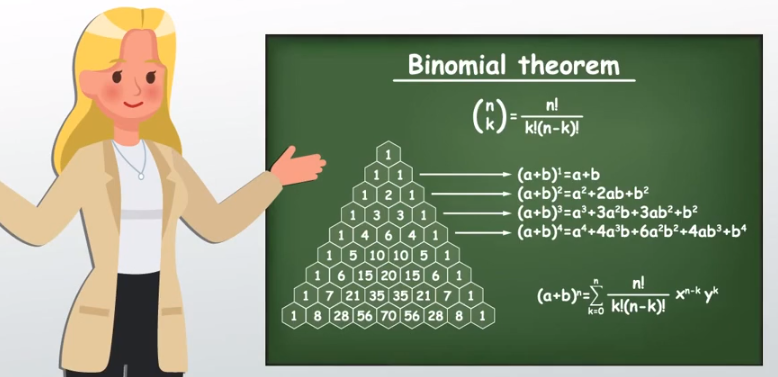 Binomial theorem
(n k) = n! / k!(n-k)!
1
1 1
1 2 1
1 3 3 1
1 4 6 4 1
1 5 10 10 5 1
1 6 15 20 15 6 1
1 7 21 35 35 21 7 1
1 8 28 56 70 56 28 8 1
(a+b)¹=a+b
(a+b)²=a²+2ab+b²
(a+b)³=a³+3a²b+3ab²+b²
(a+b)⁴=a⁴+4a³b+6a²b²+4ab³+b⁴
(a+b)ⁿ=∑ₖ₌₀ⁿ n! / k!(n-k)! xⁿ⁻ᵏ yᵏ